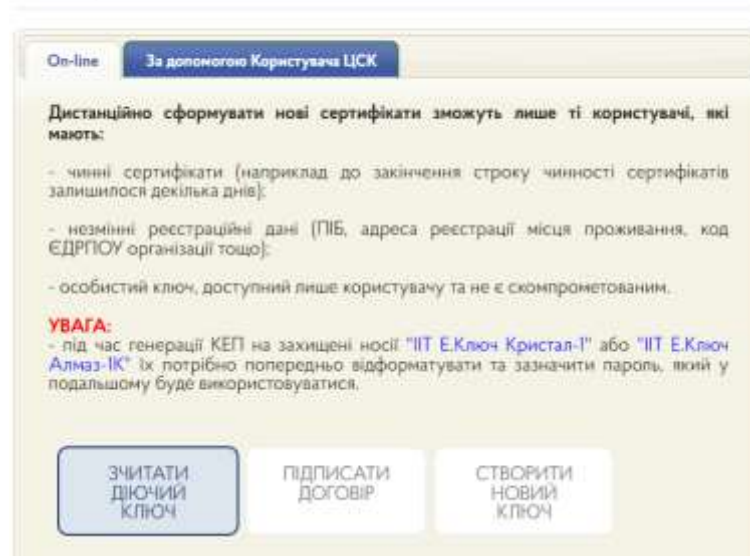 On-line
За допомогою Користувача ЦСК
Дистанційно сформувати нові сертифікати зможуть лише ті користувачі, які
мають:
- чинні сертифікати (наприклад до закінчення строку чинності сертифікатів
залишилося декілька днів);
- незмінні реєстраційні дані (ПІБ, адреса реєстрації місця проживання, код
ЄДРПОУ організації тощо);
- особистий ключ, доступний лише користувачу та не є скомпрометованим.
УВАГА:
- під час генерації КЕП на захищені носії "ІІТ Е.Ключ Кристал-1" або "ІІТ Е.Ключ
Алмаз-1К" їх потрібно попередньо відформатувати та зазначити пароль, який у
подальшому буде використовуватися.
ЗЧИТАТИ
ДІЮЧИЙ
КЛЮЧ
ПІДПИСАТИ
ДОГОВІР
СТВОРИТИ
НОВИЙ
КЛЮЧ